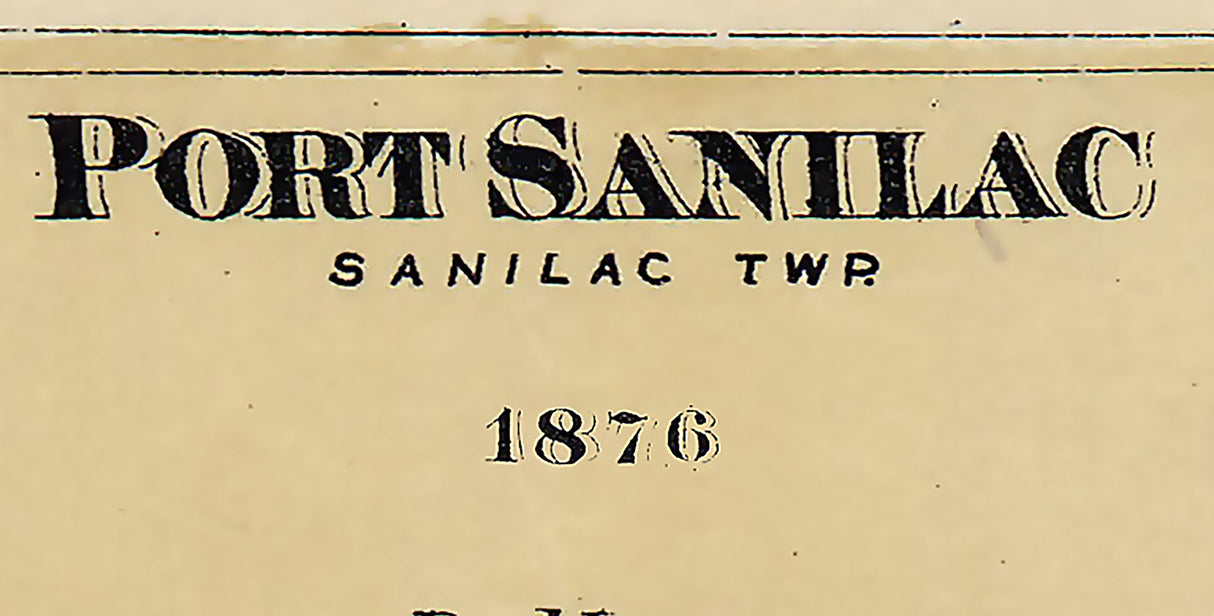 PORT SANILAC
SANILAC TWP.
1876